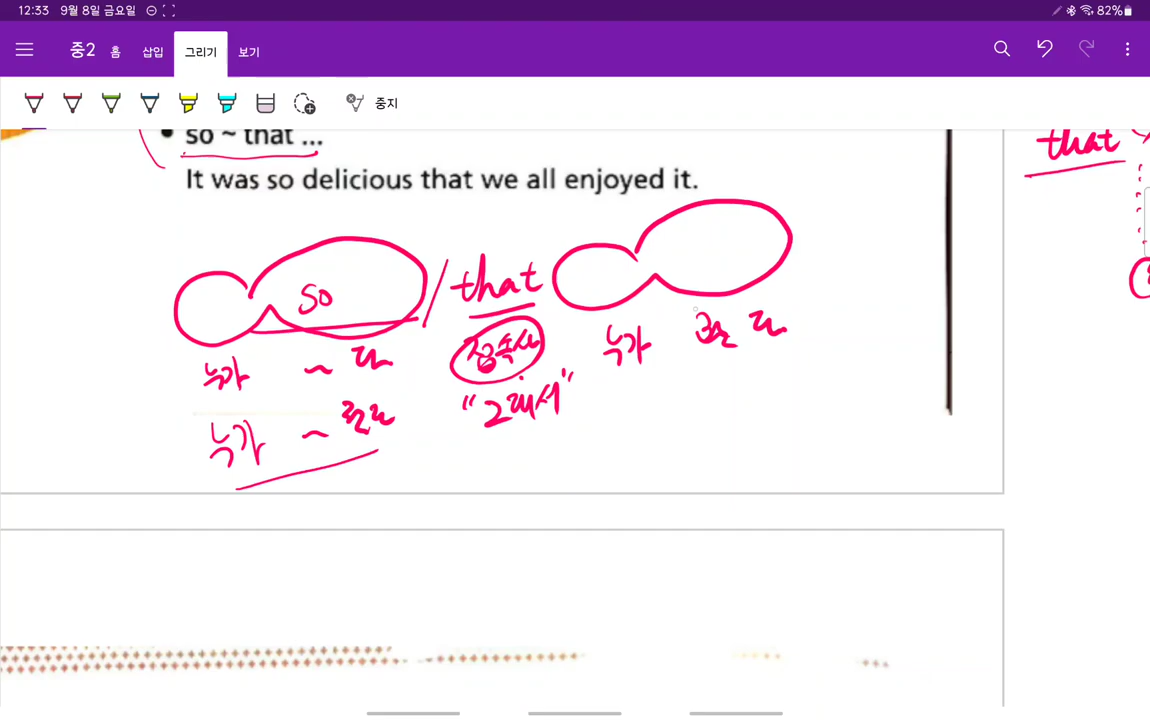 12:33 9월 8일 금요일 82%
중2 홈 삽입 그리기 보기
중지
so ~ that ...
that
It was so delicious that we all enjoyed it.
so / that
접속사
누가 ~ 다 누가 다
"그래서"
누가 ~